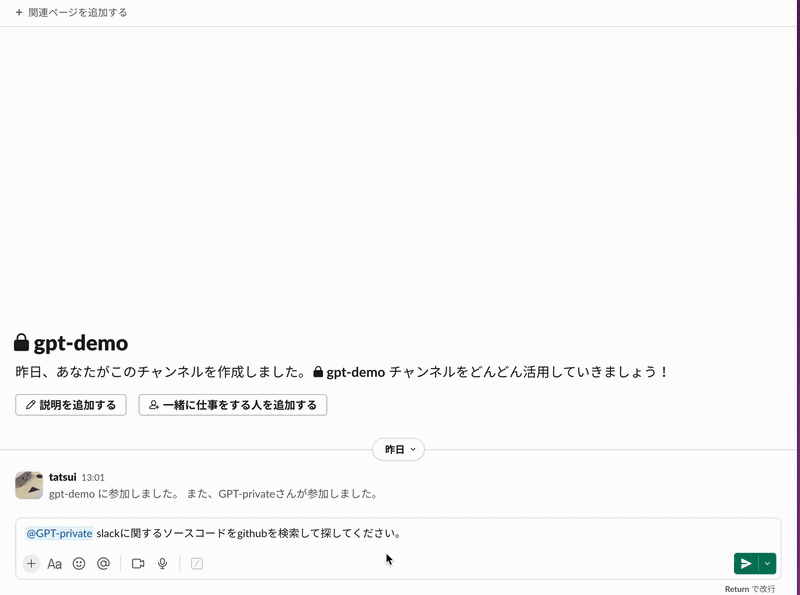 + 関連ページを追加する
gpt-demo
昨日、あなたがこのチャンネルを作成しました。 gpt-demo チャンネルをどんどん活用していきましょう！
説明を追加する 一緒に仕事をする人を追加する
昨日
tatsui 13:01
gpt-demo に参加しました。 また、GPT-privateさんが参加しました。
@GPT-private slackに関するソースコードをgithubを検索して探してください。
Aa
Return で改行